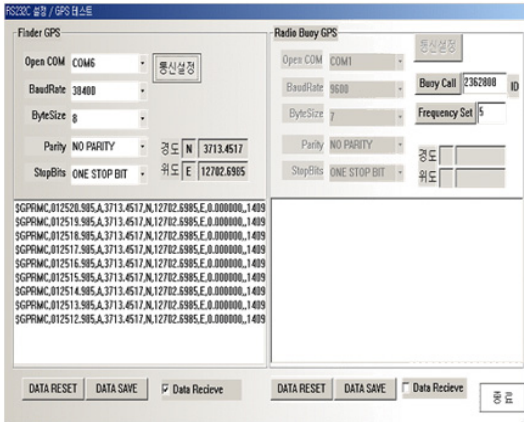 RS232C 설정 / GPS 테스트
Finder GPS
Open COM COM6
통신설정
BaudRate 38400
ByteSize 8
Parity NO PARITY
StopBits ONE STOP BIT
경도 N 3713.4517
위도 E 12702.6985
$GPRMC,012520.985,A,3713.4517,N,12702.6985,E,0.000000,,1409
$GPRMC,012519.985,A,3713.4517,N,12702.6985,E,0.000000,,1409
$GPRMC,012518.985,A,3713.4517,N,12702.6985,E,0.000000,,1409
$GPRMC,012517.985,A,3713.4517,N,12702.6985,E,0.000000,,1409
$GPRMC,012516.985,A,3713.4517,N,12702.6985,E,0.000000,,1409
$GPRMC,012515.985,A,3713.4517,N,12702.6985,E,0.000000,,1409
$GPRMC,012514.985,A,3713.4517,N,12702.6985,E,0.000000,,1409
$GPRMC,012513.985,A,3713.4517,N,12702.6985,E,0.000000,,1409
$GPRMC,012512.985,A,3713.4517,N,12702.6985,E,0.000000,,1409
DATA RESET DATA SAVE Data Recieve
Radio Buoy GPS
Open COM COM1
통신설정
BaudRate 9600
Buoy Call 2362800 ID
ByteSize 7
Frequency Set 5
Parity NO PARITY
StopBits ONE STOP BIT
경도
위도
DATA RESET DATA SAVE Data Recieve